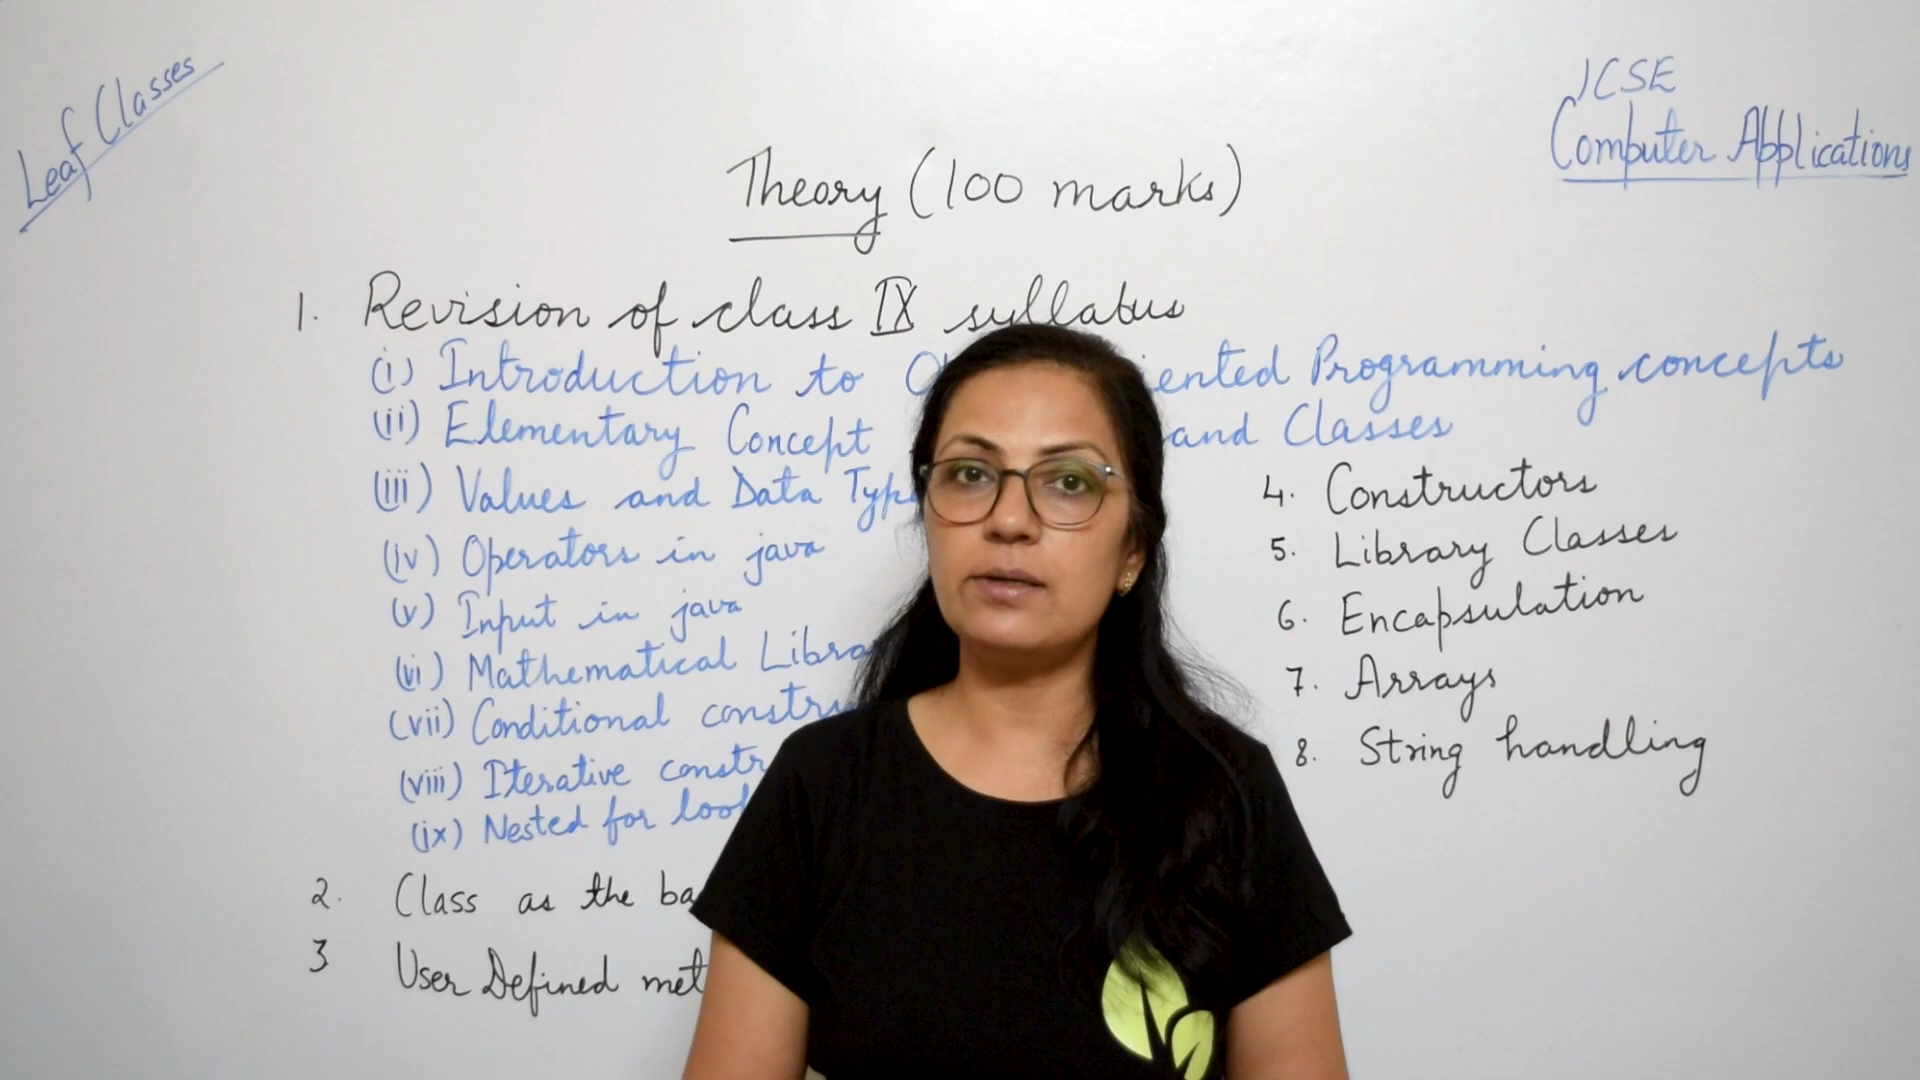 Leaf Classes
ICSE
Computer Applications
Theory (100 marks)
1. Revision of class IX syllabus
(i) Introduction to Programming concepts
(ii) Elementary Concept and Classes
(iii) Values and Data
(iv) Operators in java
(v) Input in java
(vi) Mathematical
(vii) Conditional
(viii) Iterative
(ix) Nested for
2. Class as the
3 User Defined
4. Constructors
5. Library Classes
6. Encapsulation
7. Arrays
8. String handling